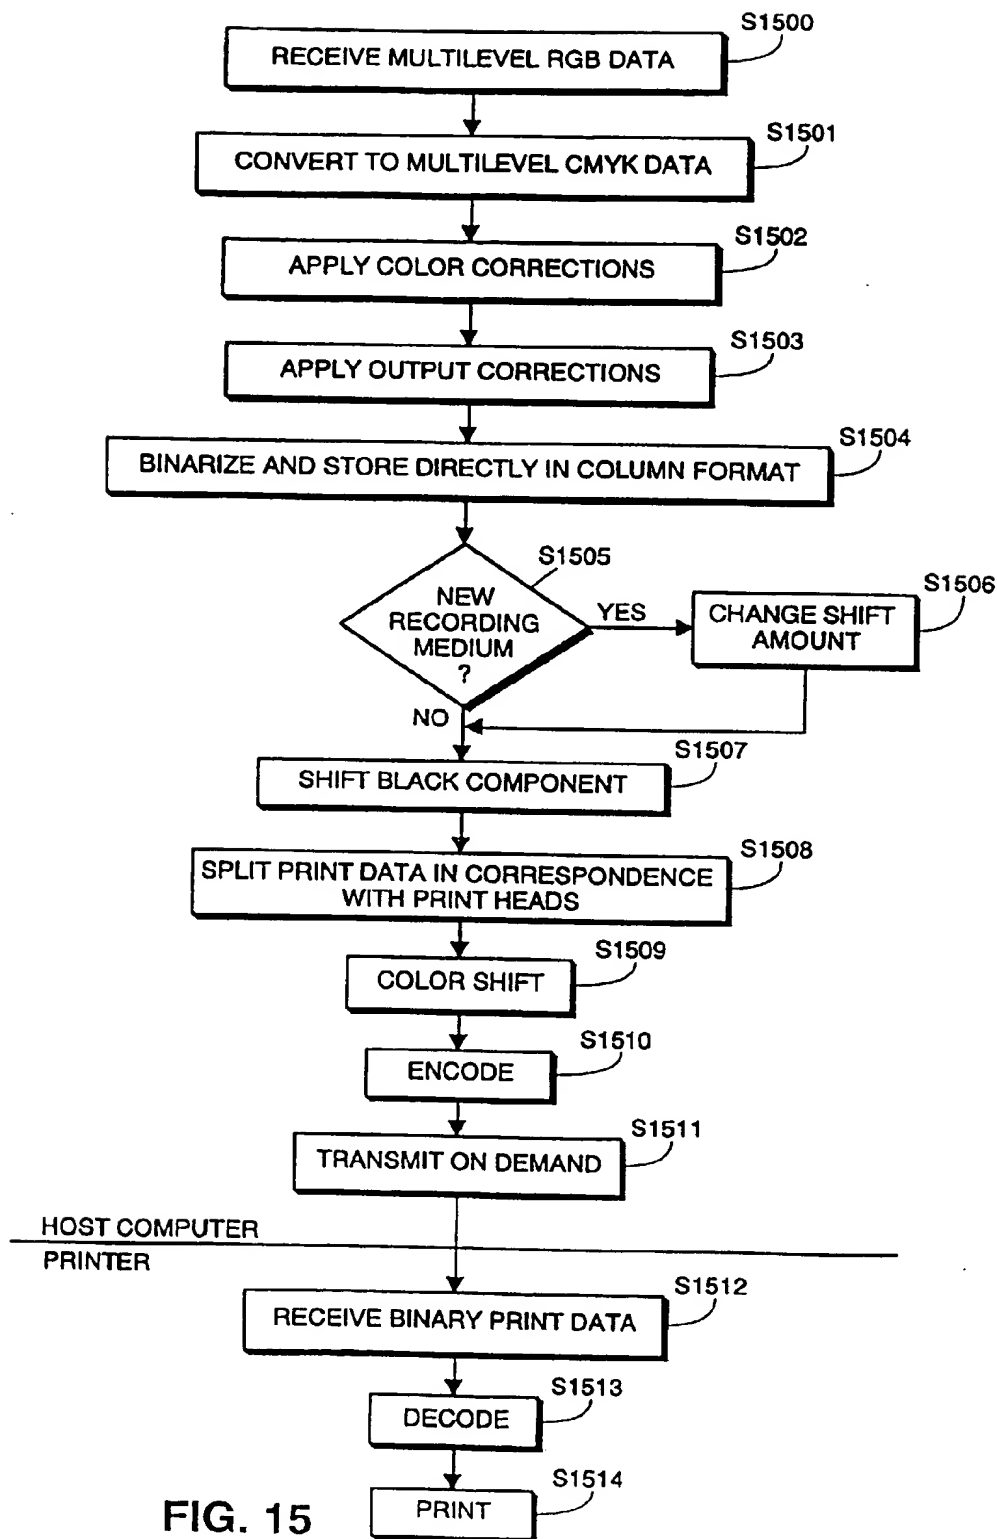 S1500
RECEIVE MULTILEVEL RGB DATA
S1501
CONVERT TO MULTILEVEL CMYK DATA
S1502
APPLY COLOR CORRECTIONS
S1503
APPLY OUTPUT CORRECTIONS
S1504
BINARIZE AND STORE DIRECTLY IN COLUMN FORMAT
S1505
NEW
RECORDING
MEDIUM
?
YES
S1506
CHANGE SHIFT
AMOUNT
NO
S1507
SHIFT BLACK COMPONENT
S1508
SPLIT PRINT DATA IN CORRESPONDENCE
WITH PRINT HEADS
S1509
COLOR SHIFT
S1510
ENCODE
S1511
TRANSMIT ON DEMAND
HOST COMPUTER
PRINTER
S1512
RECEIVE BINARY PRINT DATA
S1513
DECODE
S1514
PRINT
FIG. 15